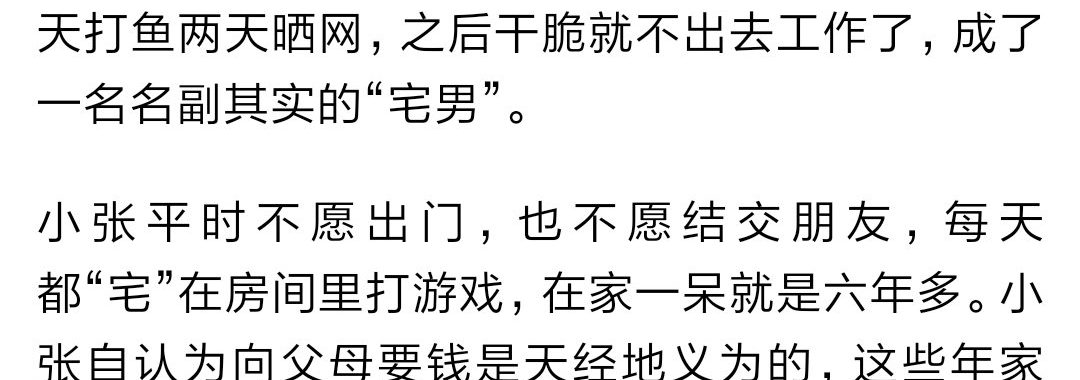 天打鱼两天晒网，之后干脆就不出去工作了，成了
一名名副其实的“宅男”。
小张平时不愿出门，也不愿结交朋友，每天
都“宅”在房间里打游戏，在家一呆就是六年多。小
张自认为向父母要钱是天经地义为的，这些年家